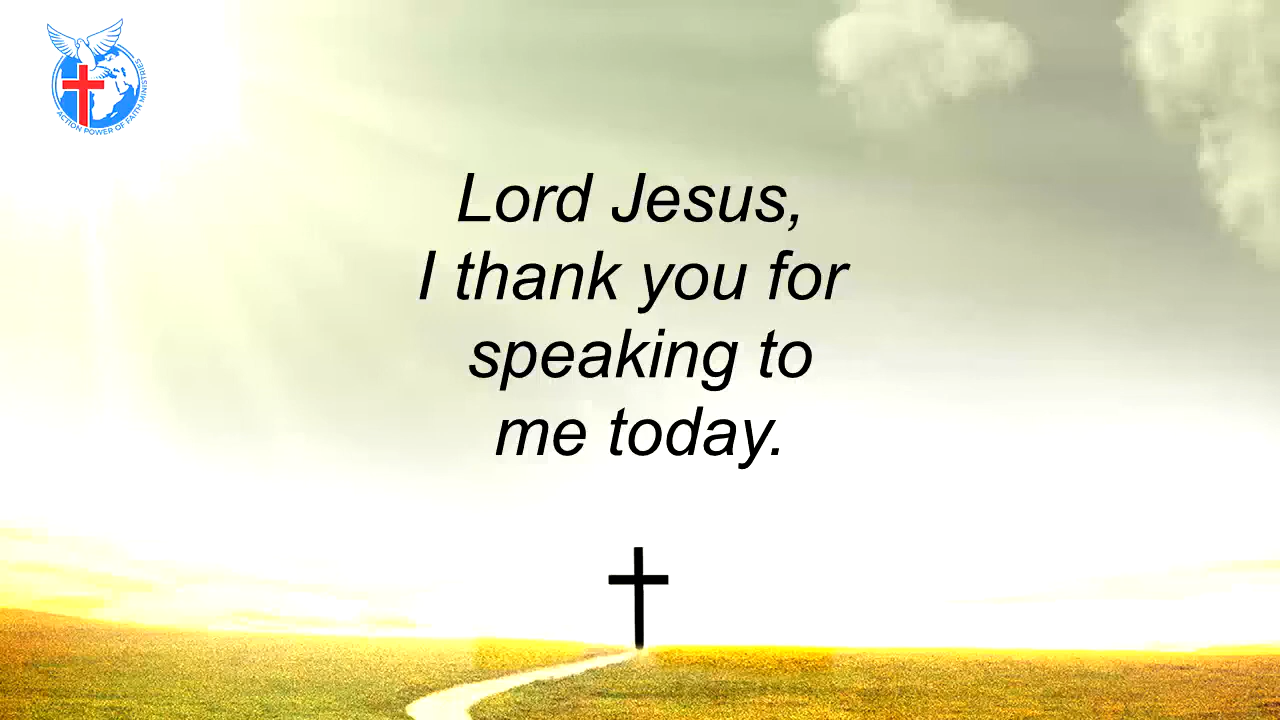 ACTION POWER OF FAITH MINISTRIES
Lord Jesus,
I thank you for
speaking to
me today.